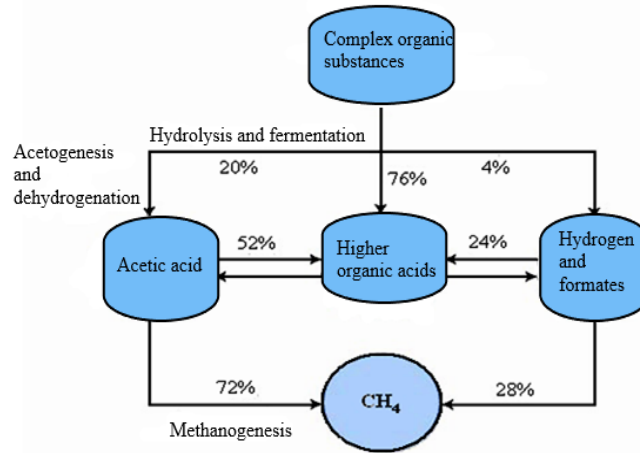 Complex organic
substances
Hydrolysis and fermentation
Acetogenesis
and
dehydrogenation
20%
76%
4%
Acetic acid
52%
Higher
organic acids
24%
Hydrogen
and
formates
72%
CH₄
28%
Methanogenesis